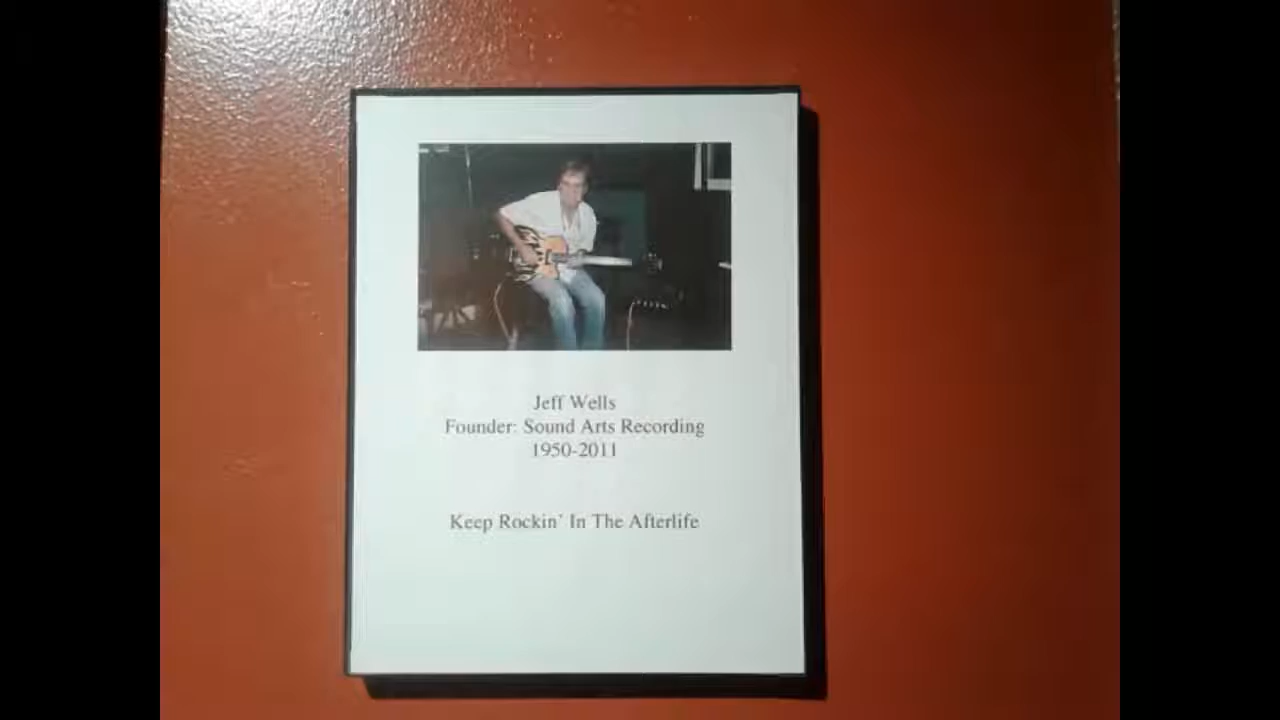 Jeff Wells
Founder: Sound Arts Recording
1950-2011
Keep Rockin' In The Afterlife